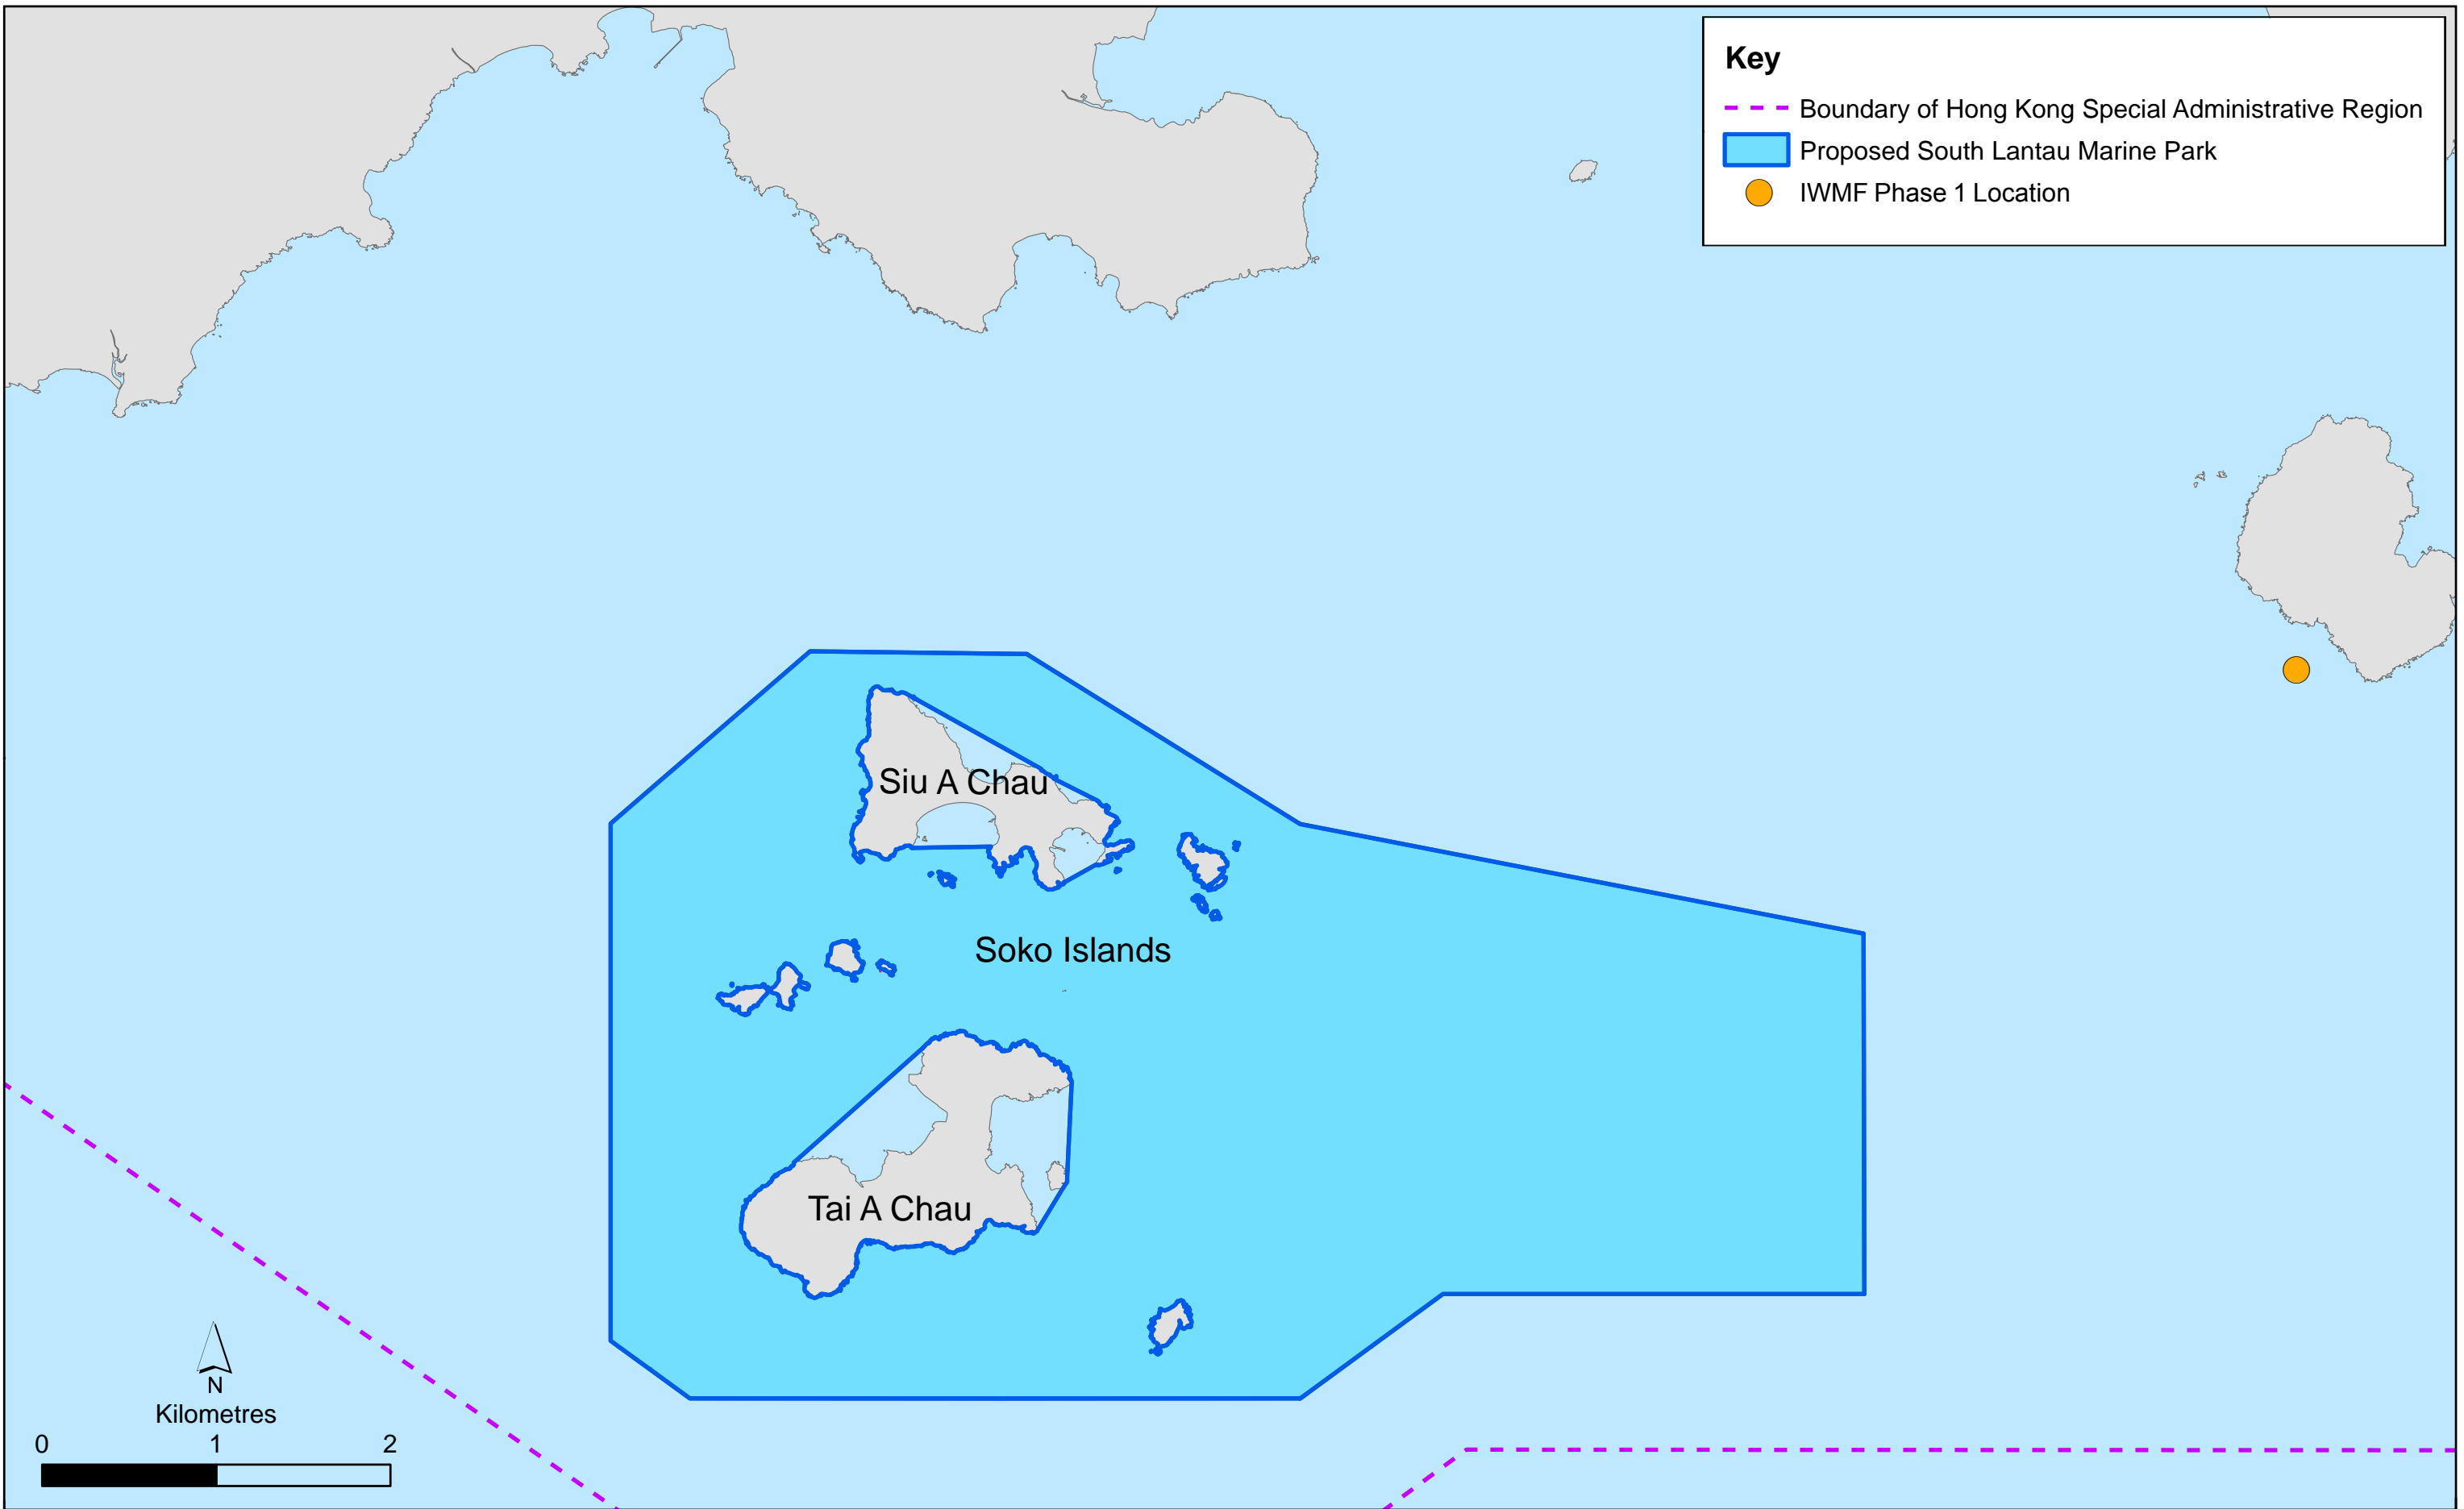 Key
Boundary of Hong Kong Special Administrative Region
Proposed South Lantau Marine Park
IWMF Phase 1 Location
Siu A Chau
Soko Islands
Tai A Chau
N
Kilometres
0 1 2